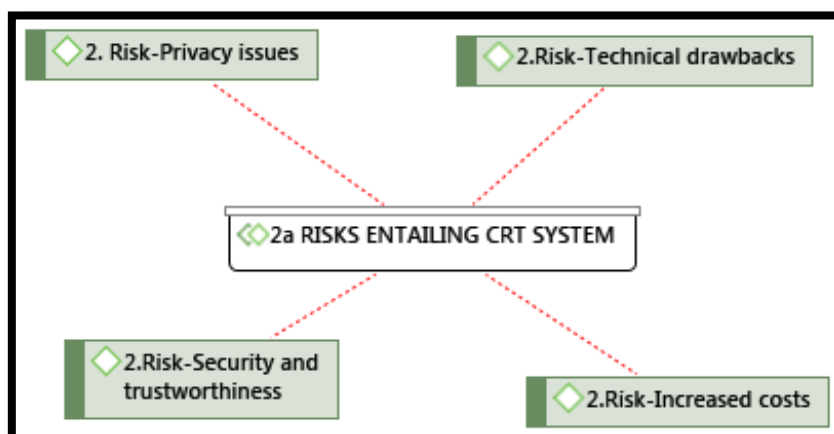 2. Risk-Privacy issues
2.Risk-Technical drawbacks
2a RISKS ENTAILING CRT SYSTEM
2.Risk-Security and
trustworthiness
2.Risk-Increased costs